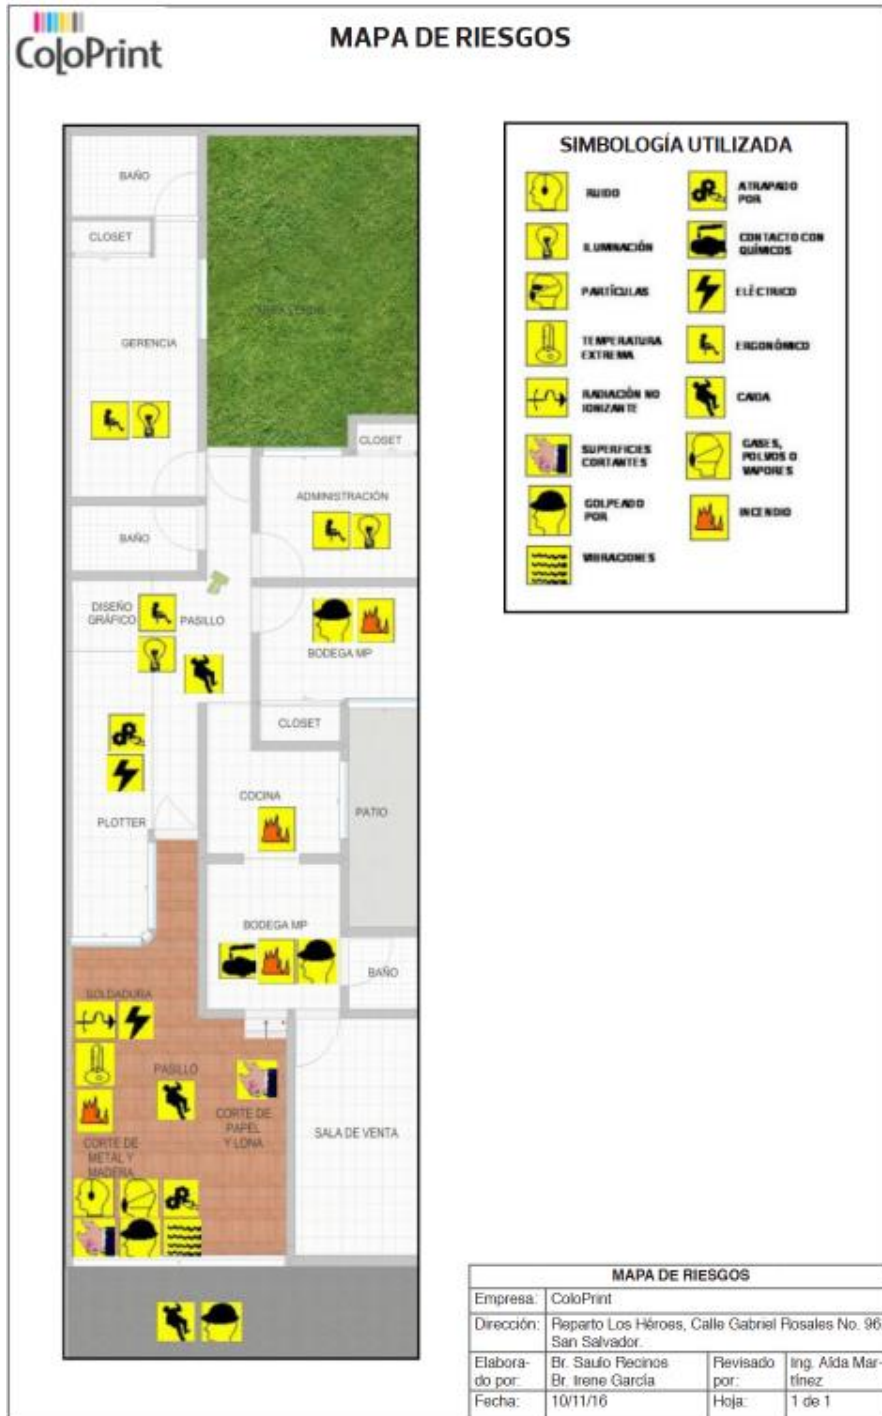 ColoPrint
MAPA DE RIESGOS
BAÑO
CLOSET
GERENCIA
CLOSET
ADMINISTRACIÓN
BAÑO
DISEÑO
GRÁFICO
PASILLO
BODEGA MP
CLOSET
COCINA
PATIO
PLOTTER
BODEGA MP
BAÑO
SOLDADURA
PASILLO
CORTE DE
PAPEL
Y LONA
SALA DE VENTA
CORTE DE
METAL Y
MADERA
SIMBOLOGÍA UTILIZADA
RUIDO
ATRAPADO
POR
ILUMINACIÓN
CONTACTO CON
QUÍMICOS
PARTÍCULAS
ELÉCTRICO
TEMPERATURA
EXTREMA
ERGONÓMICO
RADIACIÓN NO
IONIZANTE
CAIDA
SUPERFICIES
CORTANTES
GASES,
POLVOS O
VAPORES
GOLPEADO
POR
INCENDIO
VIBRACIONES
MAPA DE RIESGOS
Empresa: ColoPrint
Dirección: Reparto Los Héroes, Calle Gabriel Rosales No. 96
San Salvador.
Elabora-
do por:
Br. Saulo Recinos
Br. Irene García
Revisado
por:
Ing. Aída Mar-
tínez
Fecha: 10/11/16
Hoja: 1 de 1